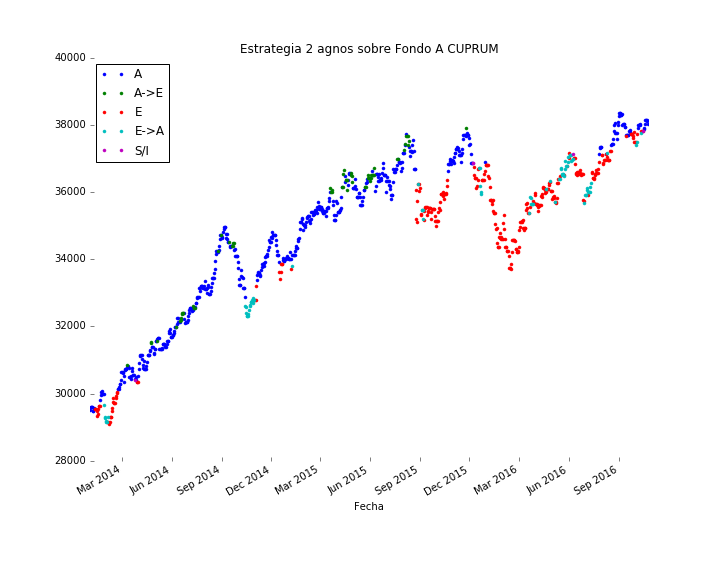 Estrategia 2 agnos sobre Fondo A CUPRUM
40000
38000
36000
34000
32000
30000
28000
A
A->E
E
E->A
S/I
Mar 2014
Jun 2014
Sep 2014
Dec 2014
Mar 2015
Jun 2015
Sep 2015
Dec 2015
Mar 2016
Jun 2016
Sep 2016
Fecha